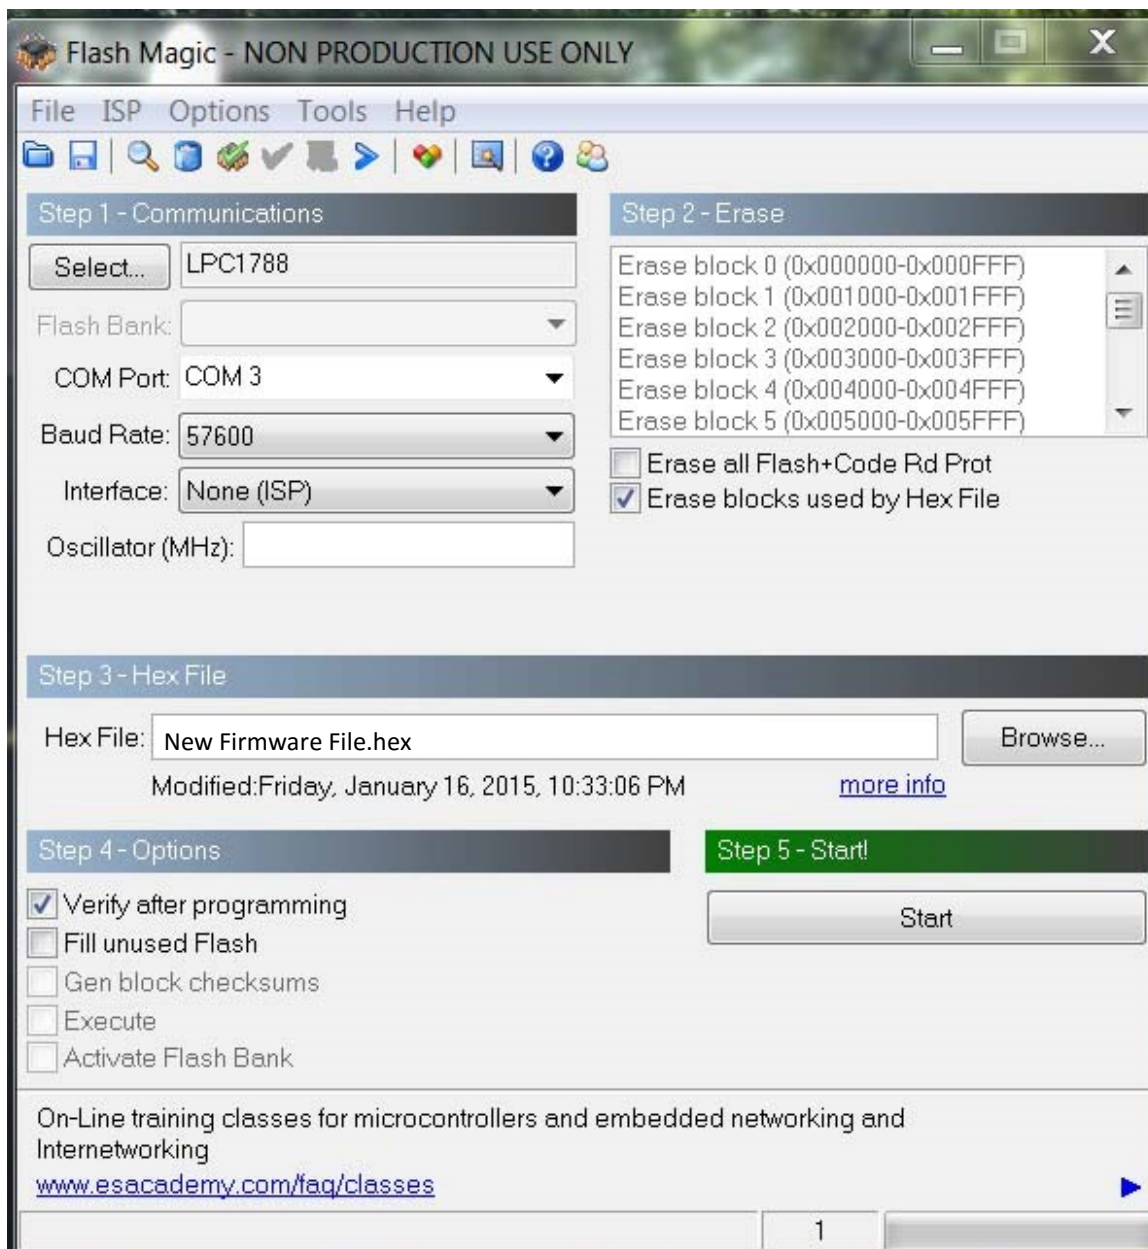 Flash Magic - NON PRODUCTION USE ONLY
File ISP Options Tools Help
Step 1 - Communications
Select... LPC1788
Flash Bank:
COM Port: COM 3
Baud Rate: 57600
Interface: None (ISP)
Oscillator (MHz):
Step 2 - Erase
Erase block 0 (0x000000-0x000FFF)
Erase block 1 (0x001000-0x001FFF)
Erase block 2 (0x002000-0x002FFF)
Erase block 3 (0x003000-0x003FFF)
Erase block 4 (0x004000-0x004FFF)
Erase block 5 (0x005000-0x005FFF)
Erase all Flash+Code Rd Prot
Erase blocks used by Hex File
Step 3 - Hex File
Hex File: New Firmware File.hex Browse...
Modified:Friday, January 16, 2015, 10:33:06 PM more info
Step 4 - Options
Verify after programming
Fill unused Flash
Gen block checksums
Execute
Activate Flash Bank
Step 5 - Start!
Start
On-Line training classes for microcontrollers and embedded networking and
Internetworking
www.esacademy.com/faq/classes
1